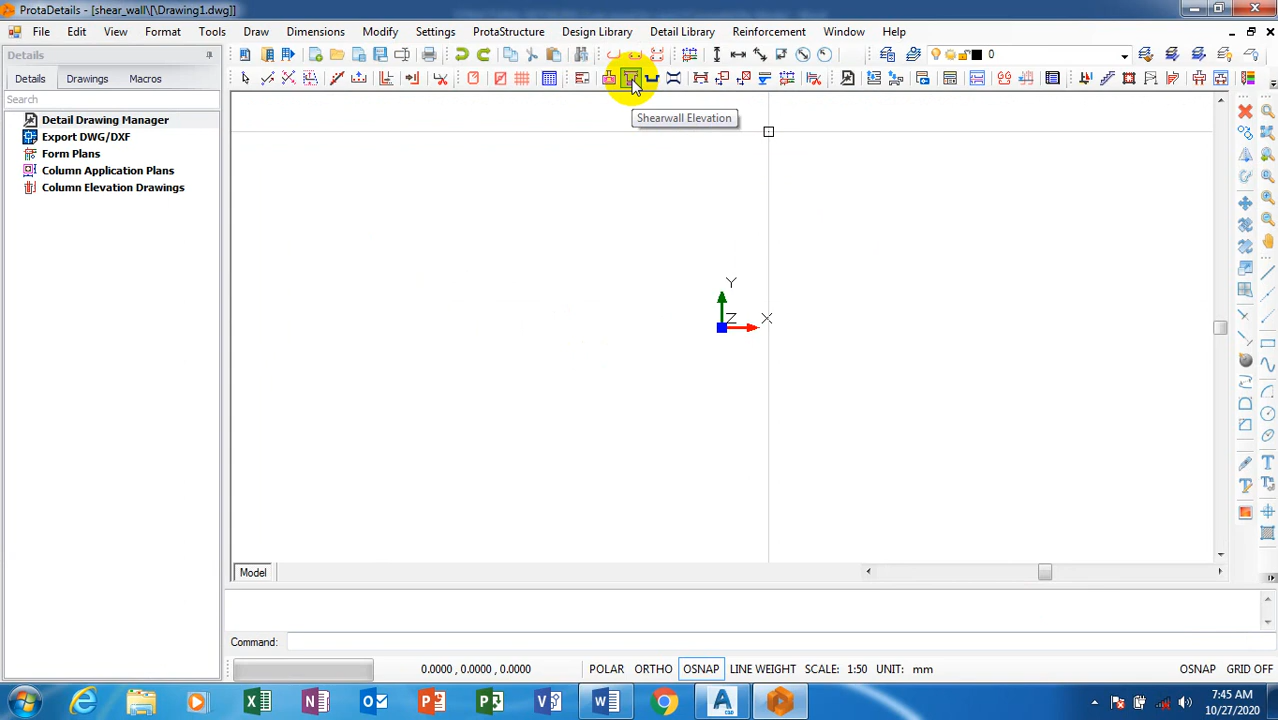 ProtaDetails - [shear_wall\[\Drawing1.dwg]]
File Edit View Format Tools Draw Dimensions Modify Settings ProtaStructure Design Library Detail Library Reinforcement Window Help
Details
0
Details Drawings Macros
Search
Detail Drawing Manager
Export DWG/DXF
Form Plans
Column Application Plans
Column Elevation Drawings
Shearwall Elevation
Y
Z X
Model
Command:
0.0000 , 0.0000 , 0.0000 POLAR ORTHO OSNAP LINE WEIGHT SCALE: 1:50 UNIT: mm OSNAP GRID OFF
7:45 AM
10/27/2020